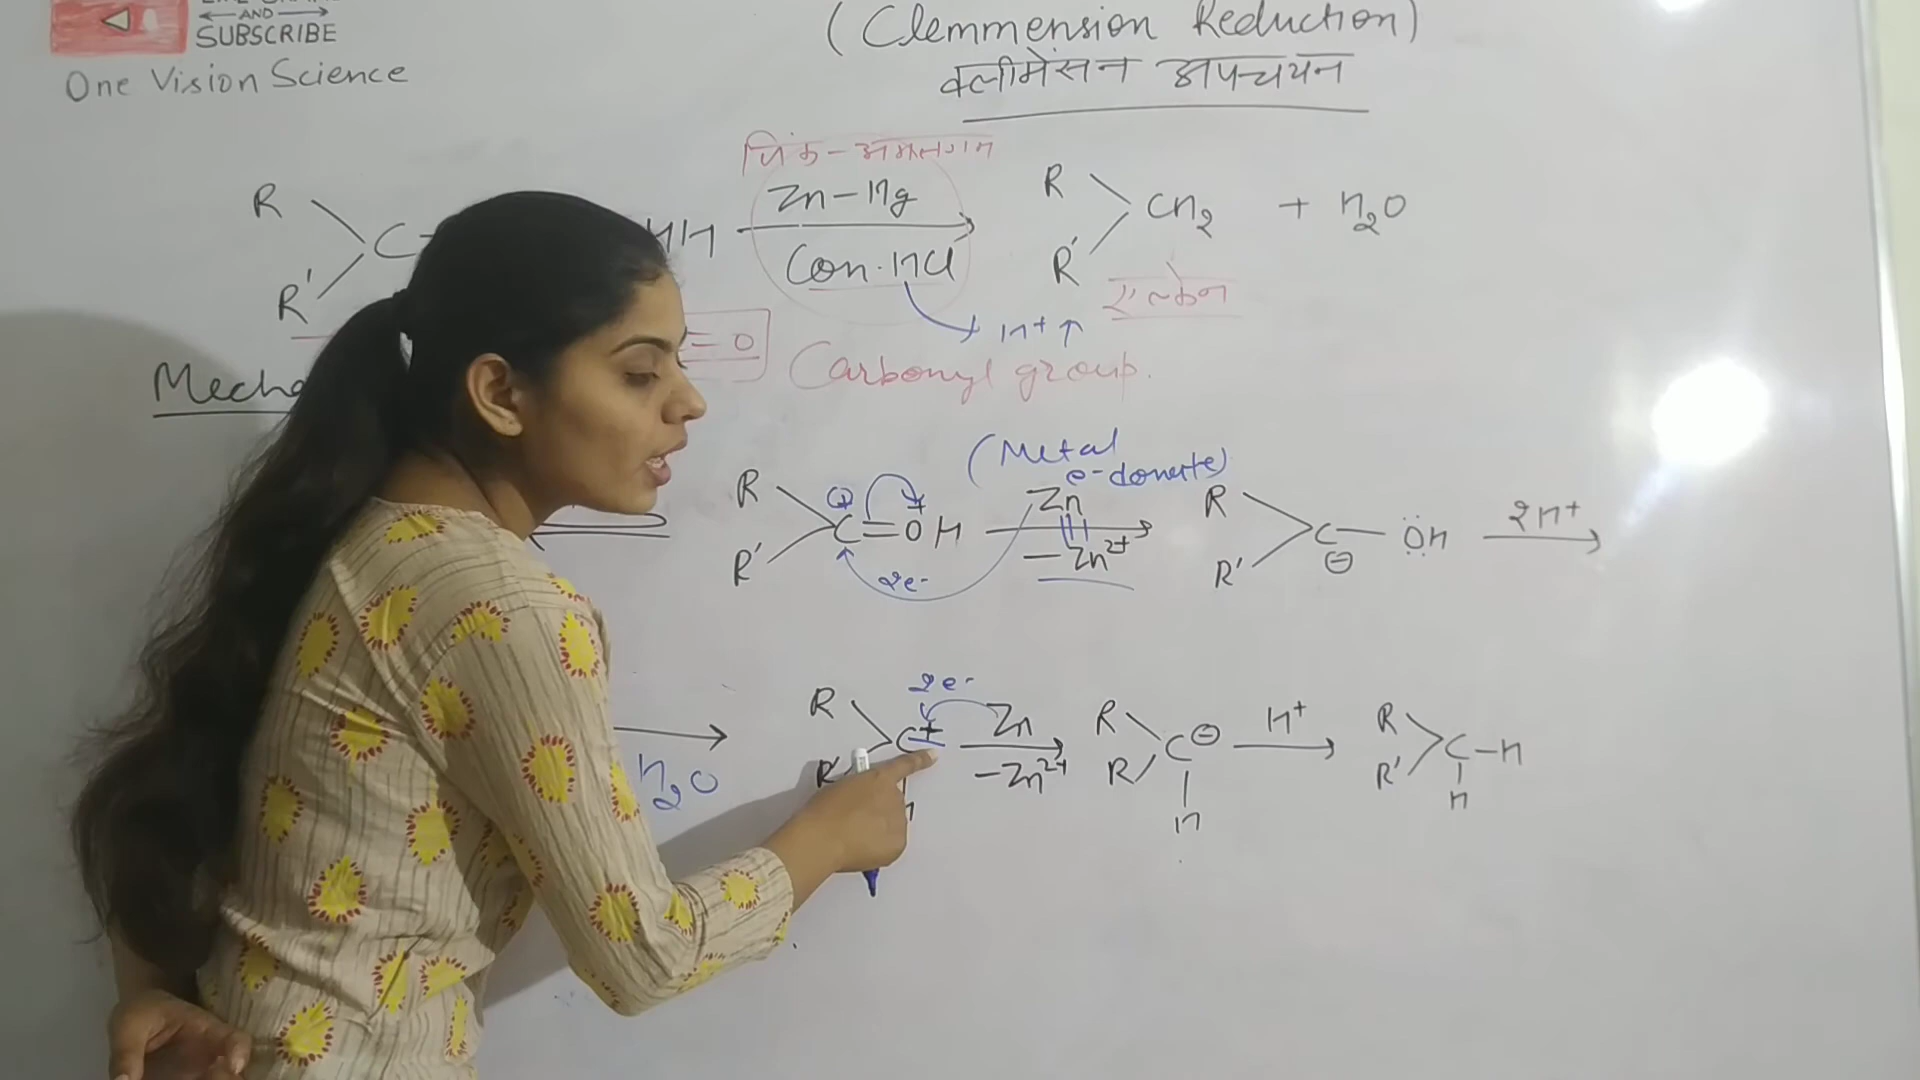 AND
SUBSCRIBE
One Vision Science
(Clemmension Reduction)
क्लीमेंसन अपचयन
जिंक-अमलगम
R
R'
C
Zn-Hg
Con. HCl
R
R'
CH2 + H2O
H+ ↑
= O
Carbonyl group.
(Metal
e- donate)
R
R'
C=OH
⊕
2e-
Zn
-Zn2+
R
R'
C-OH
⊖
2H+
H2O
2e-
R
R'
C+
Zn
-Zn2+
R
R
C⊖
H
H+
R
R'
C-H
H